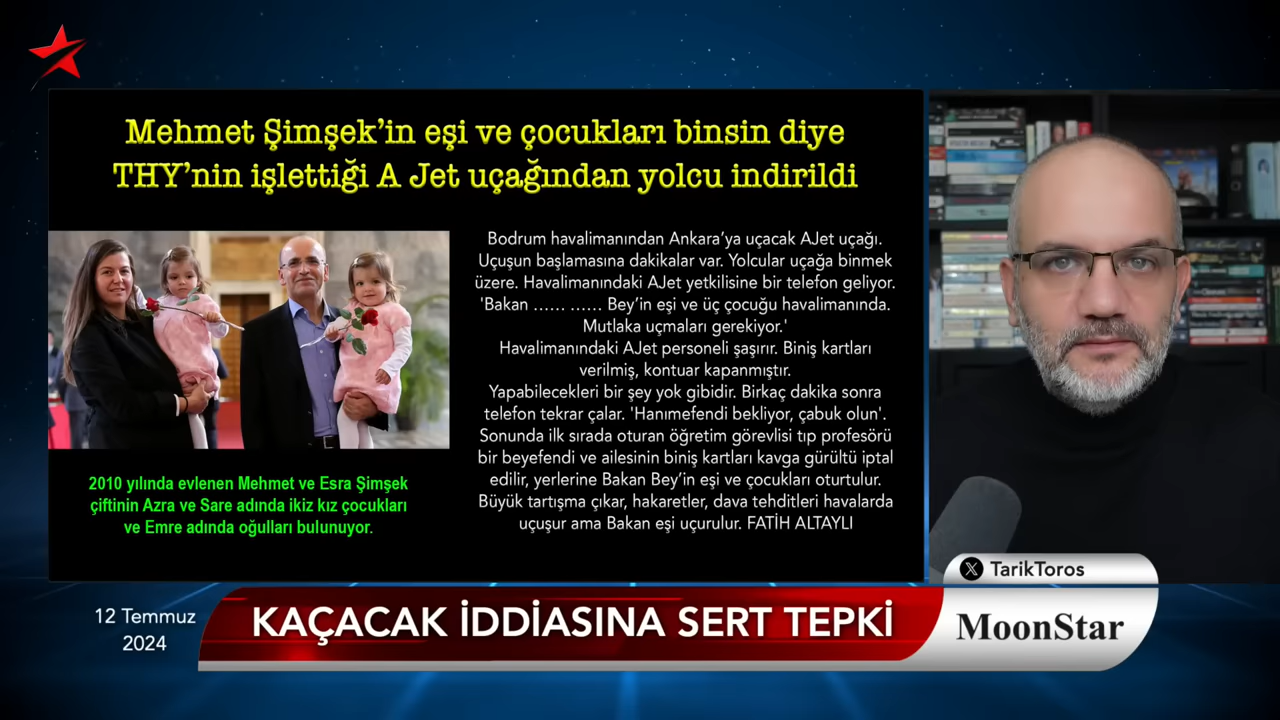 Mehmet Şimşek'in eşi ve çocukları binsin diye
THY'nin işlettiği A Jet uçağından yolcu indirildi
Bodrum havalimanından Ankara'ya uçacak AJet uçağı.
Uçuşun başlamasına dakikalar var. Yolcular uçağa binmek
üzere. Havalimanındaki AJet yetkilisine bir telefon geliyor.
'Bakan ...... ...... Bey'in eşi ve üç çocuğu havalimanında.
Mutlaka uçmaları gerekiyor.'
Havalimanındaki AJet personeli şaşırır. Biniş kartları
verilmiş, kontuar kapanmıştır.
Yapabilecekleri bir şey yok gibidir. Birkaç dakika sonra
telefon tekrar çalar. 'Hanımefendi bekliyor, çabuk olun'.
Sonunda ilk sırada oturan öğretim görevlisi tıp profesörü
bir beyefendi ve ailesinin biniş kartları kavga gürültü iptal
edilir, yerlerine Bakan Bey'in eşi ve çocukları oturtulur.
Büyük tartışma çıkar, hakaretler, dava tehditleri havalarda
uçuşur ama Bakan eşi uçurulur. FATİH ALTAYLI
2010 yılında evlenen Mehmet ve Esra Şimşek
çiftinin Azra ve Sare adında ikiz kız çocukları
ve Emre adında oğulları bulunuyor.
X TarikToros
12 Temmuz
2024
KAÇACAK İDDİASINA SERT TEPKİ
MoonStar